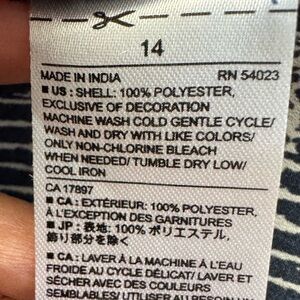 14
MADE IN INDIA RN 54023
■ US : SHELL: 100% POLYESTER,
EXCLUSIVE OF DECORATION
MACHINE WASH COLD GENTLE CYCLE/
WASH AND DRY WITH LIKE COLORS/
ONLY NON-CHLORINE BLEACH
WHEN NEEDED/ TUMBLE DRY LOW/
COOL IRON
CA 17897
■ CA : EXTÉRIEUR: 100% POLYESTER,
À L'EXCEPTION DES GARNITURES
■ JP : 表地: 100% ポリエステル,
飾り部分を除く
■ CA : LAVER À LA MACHINE À L'EAU
FROIDE AU CYCLE DÉLICAT/ LAVER ET
SÉCHER AVEC DES COULEURS
SEMBLABLES/ UTILISER AU BESOIN